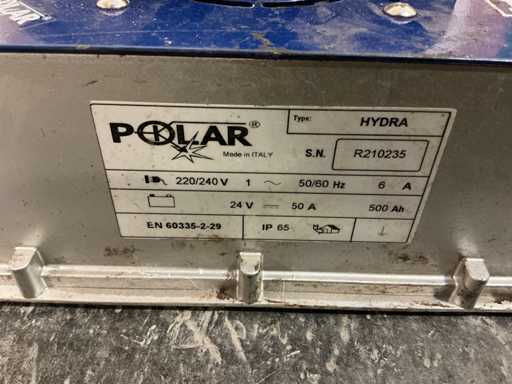 POLAR ®
Made in ITALY
Type: HYDRA
S.N. R210235
220/240 V 1 ~ 50/60 Hz 6 A
24 V ⎓ 50 A 500 Ah
EN 60335-2-29 IP 65